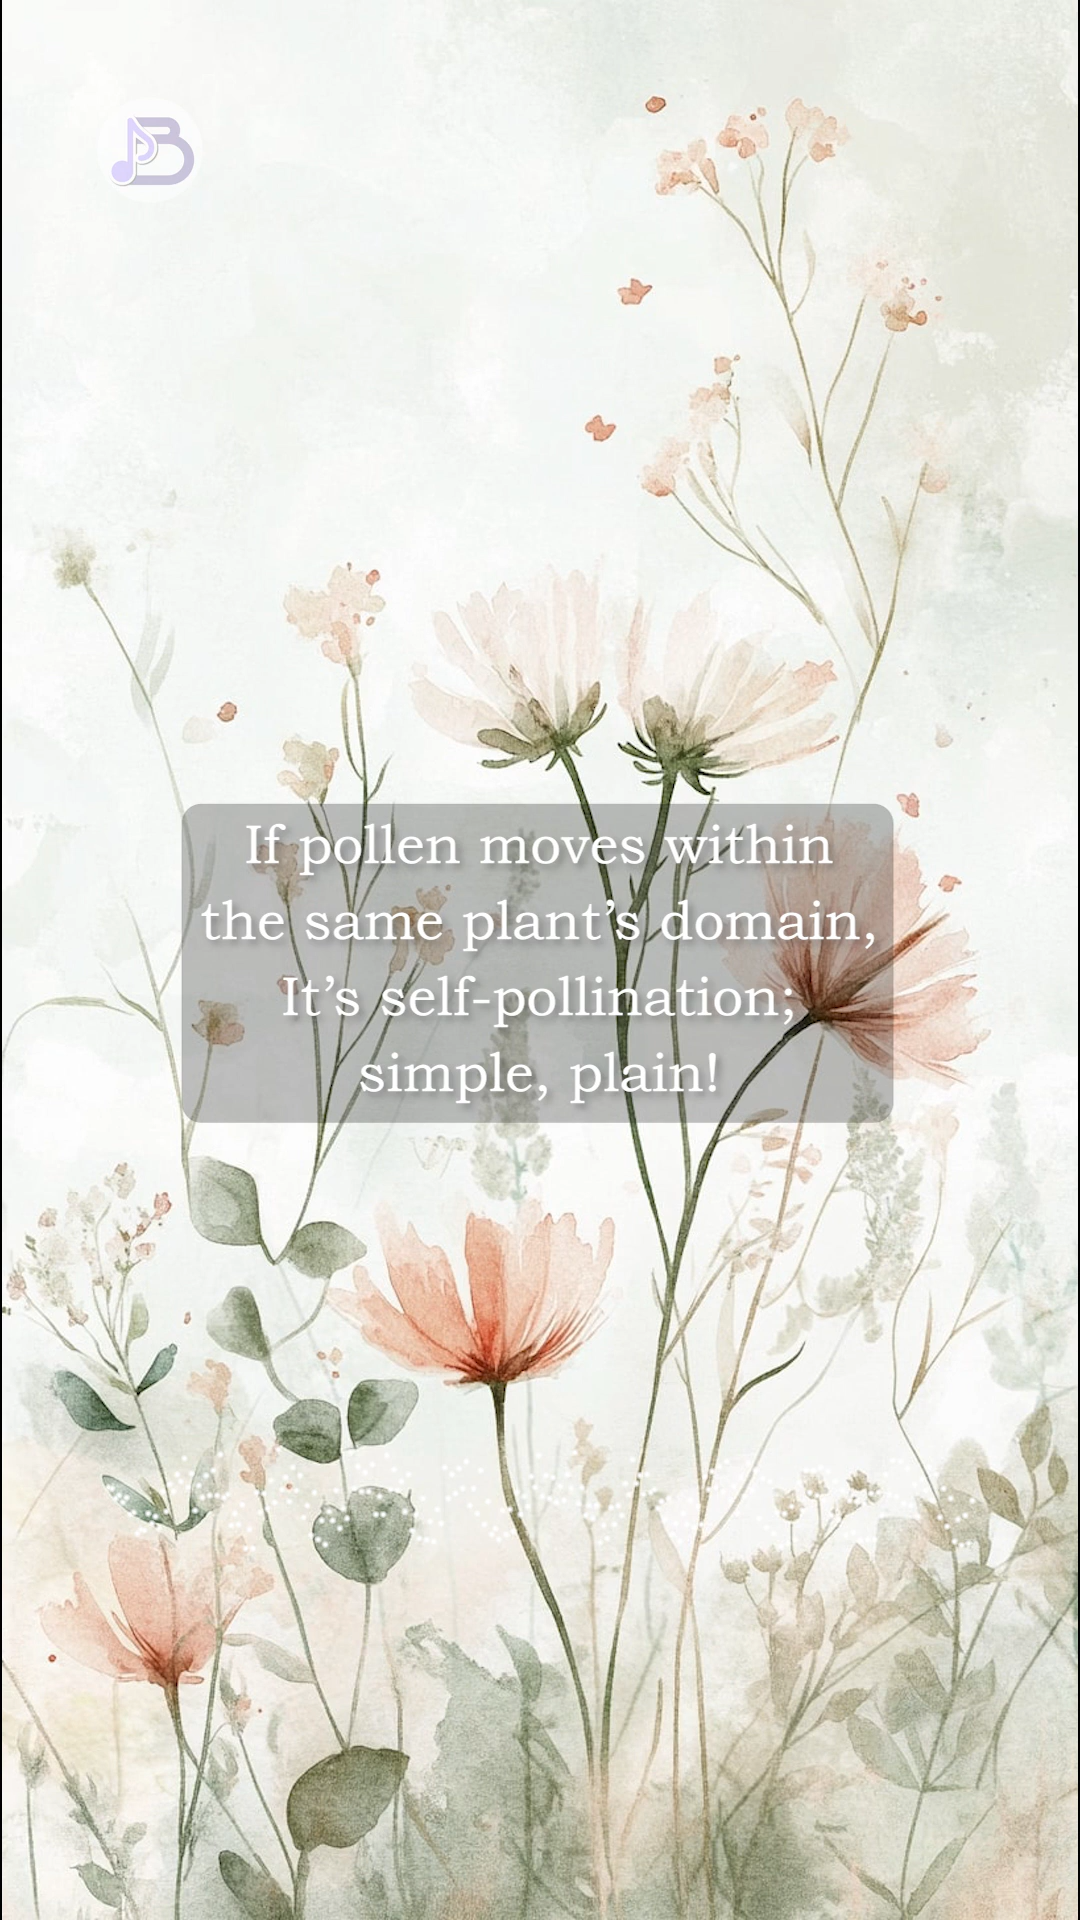 If pollen moves within
the same plant’s domain,
It’s self-pollination;
simple, plain!